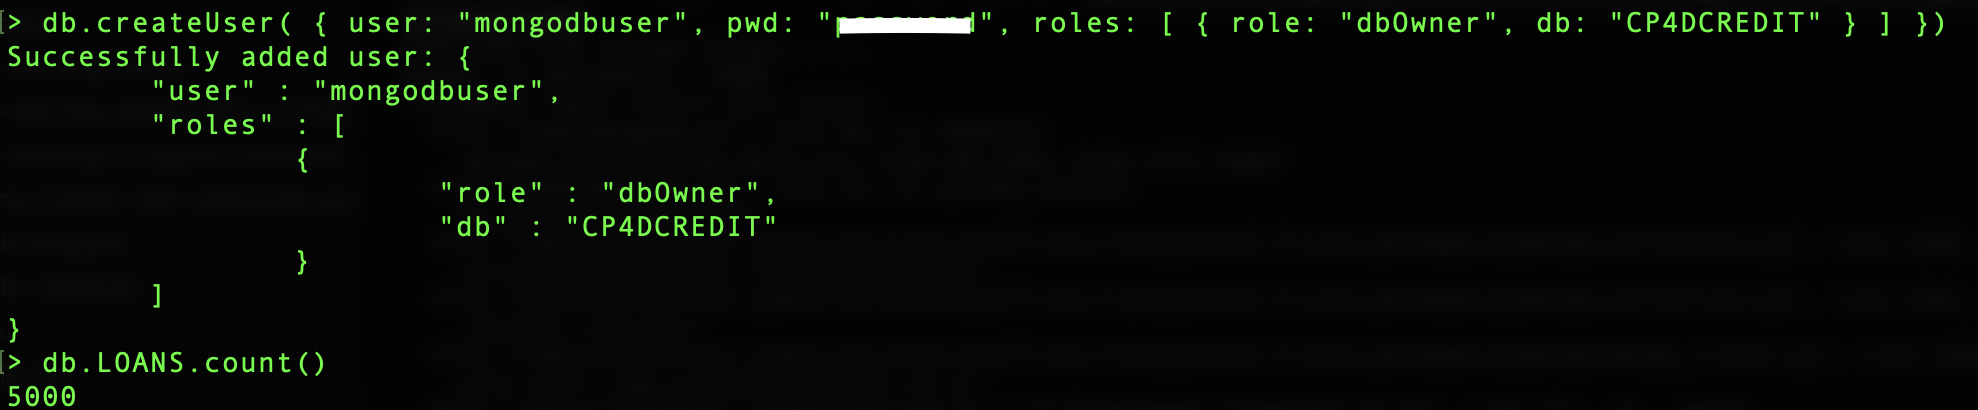 > db.createUser( { user: "mongodbuser", pwd: "", roles: [ { role: "dbOwner", db: "CP4DCREDIT" } ] })
Successfully added user: {
"user" : "mongodbuser",
"roles" : [
{
"role" : "dbOwner",
"db" : "CP4DCREDIT"
}
]
}
> db.LOANS.count()
5000